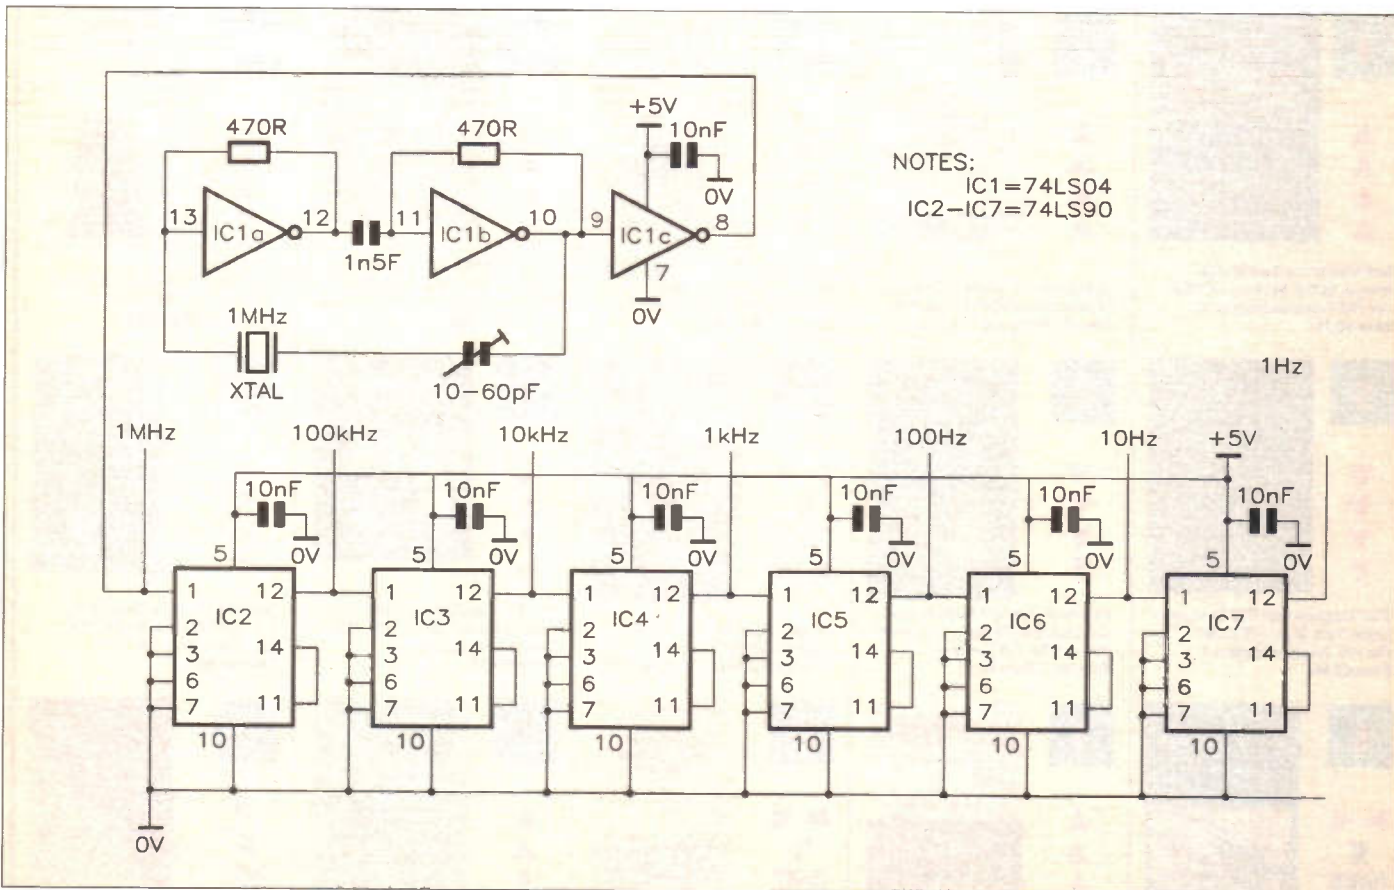 +5V
470R 470R 10nF
0V
NOTES:
IC1=74LS04
IC2-IC7=74LS90
13 IC1a 12 11 IC1b 10 9 IC1c 8
1n5F
7
0V
1MHz
XTAL
10-60pF
1Hz
1MHz 100kHz 10kHz 1kHz 100Hz 10Hz +5V
10nF 10nF 10nF 10nF 10nF 10nF
0V 0V 0V 0V 0V 0V
5 5 5 5 5 5
1 12 1 12 1 12 1 12 1 12 1 12
IC2 IC3 IC4 IC5 IC6 IC7
2 2 2 2 2 2
3 14 3 14 3 14 3 14 3 14 3 14
6 6 6 6 6 6
7 11 7 11 7 11 7 11 7 11 7 11
10 10 10 10 10 10
0V